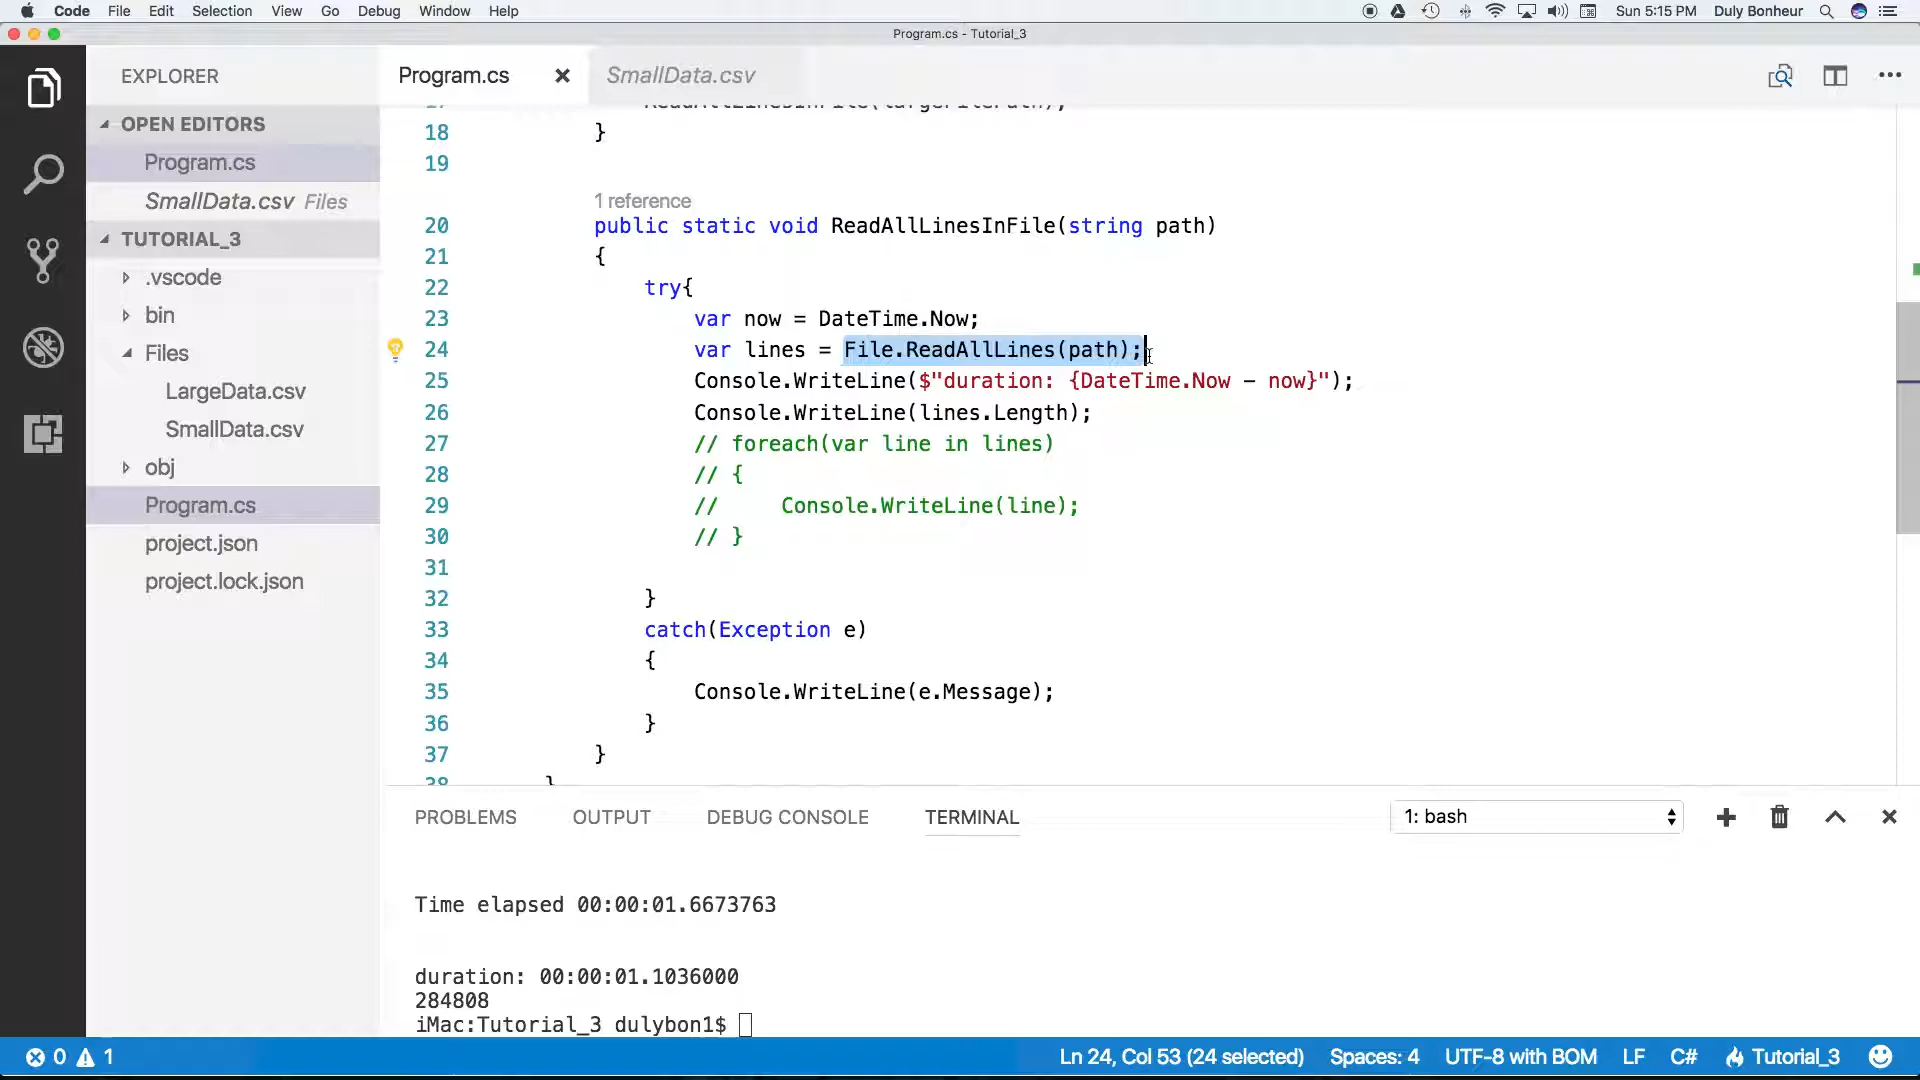 Code File Edit Selection View Go Debug Window Help Sun 5:15 PM Duly Bonheur
Program.cs - Tutorial_3
EXPLORER
OPEN EDITORS
Program.cs
SmallData.csv Files
TUTORIAL_3
.vscode
bin
Files
LargeData.csv
SmallData.csv
obj
Program.cs
project.json
project.lock.json
Program.cs SmallData.csv
17 ReadAllLinesInFile(largeFilePath);
18 }
19
1 reference
20 public static void ReadAllLinesInFile(string path)
21 {
22 try{
23 var now = DateTime.Now;
24 var lines = File.ReadAllLines(path);
25 Console.WriteLine($"duration: {DateTime.Now - now}");
26 Console.WriteLine(lines.Length);
27 // foreach(var line in lines)
28 // {
29 // Console.WriteLine(line);
30 // }
31
32 }
33 catch(Exception e)
34 {
35 Console.WriteLine(e.Message);
36 }
37 }
38 }
PROBLEMS OUTPUT DEBUG CONSOLE TERMINAL 1: bash
Time elapsed 00:00:01.6673763
duration: 00:00:01.1036000
284808
iMac:Tutorial_3 dulybon1$
0 1 Ln 24, Col 53 (24 selected) Spaces: 4 UTF-8 with BOM LF C# Tutorial_3